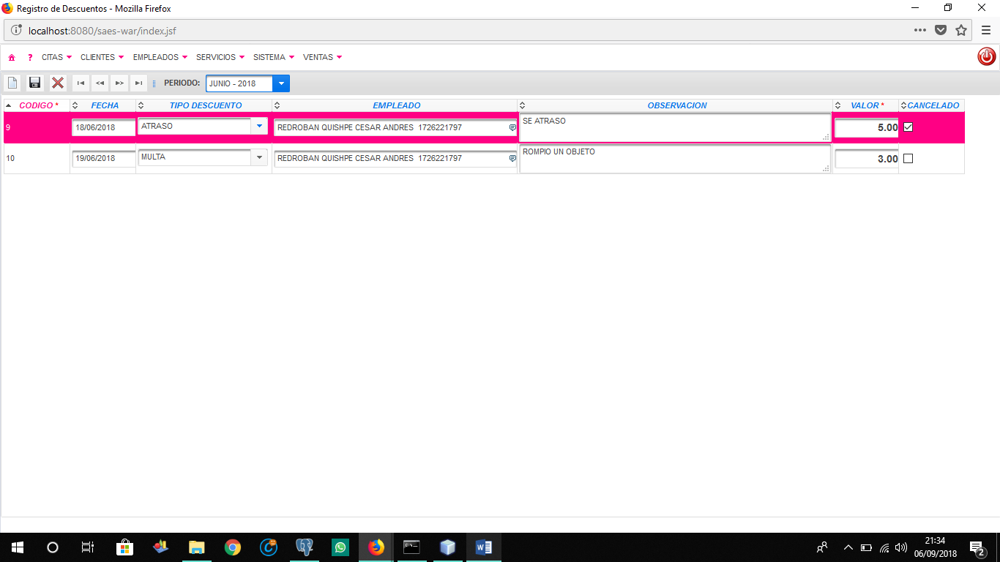 Registro de Descuentos - Mozilla Firefox
localhost:8080/saes-war/index.jsf
? CITAS CLIENTES EMPLEADOS SERVICIOS SISTEMA VENTAS
PERIODO: JUNIO - 2018
CODIGO * FECHA TIPO DESCUENTO EMPLEADO OBSERVACION VALOR * CANCELADO
9 18/06/2018 ATRASO REDROBAN QUISHPE CESAR ANDRES 1726221797 SE ATRASO 5.00
10 19/06/2018 MULTA REDROBAN QUISHPE CESAR ANDRES 1726221797 ROMPIO UN OBJETO 3.00
21:34
06/09/2018
2